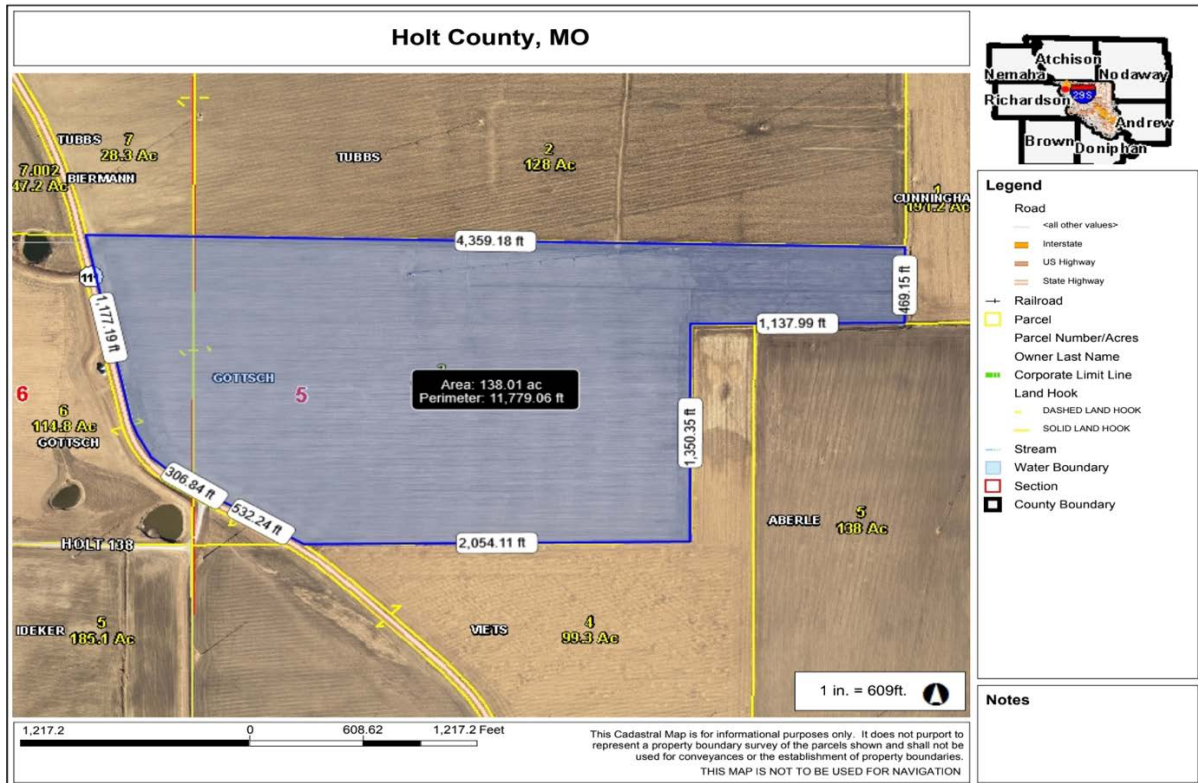 Holt County, MO
TUBBS
7
28.3 Ac
7.002
47.2 Ac
BIERMANN
TUBBS
2
128 Ac
1
CUNNINGHA
191.2 Ac
4,359.18 ft
11
1,177.19 ft
469.15 ft
1,137.99 ft
GOTTSCH
5
Area: 138.01 ac
Perimeter: 11,779.06 ft
6
6
114.8 Ac
GOTTSCH
1,350.35 ft
306.84 ft
532.24 ft
2,054.11 ft
HOLT 138
ABERLE
5
138 Ac
IDEKER
5
185.1 Ac
VIETS
4
99.3 Ac
1 in. = 609ft.
1,217.2
0
608.62
1,217.2 Feet
This Cadastral Map is for informational purposes only. It does not purport to
represent a property boundary survey of the parcels shown and shall not be
used for conveyances or the establishment of property boundaries.
THIS MAP IS NOT TO BE USED FOR NAVIGATION
Atchison
Nemaha
Nodaway
Richardson
29S
Andrew
Brown
Doniphan
Legend
Road
<all other values>
Interstate
US Highway
State Highway
Railroad
Parcel
Parcel Number/Acres
Owner Last Name
Corporate Limit Line
Land Hook
DASHED LAND HOOK
SOLID LAND HOOK
Stream
Water Boundary
Section
County Boundary
Notes